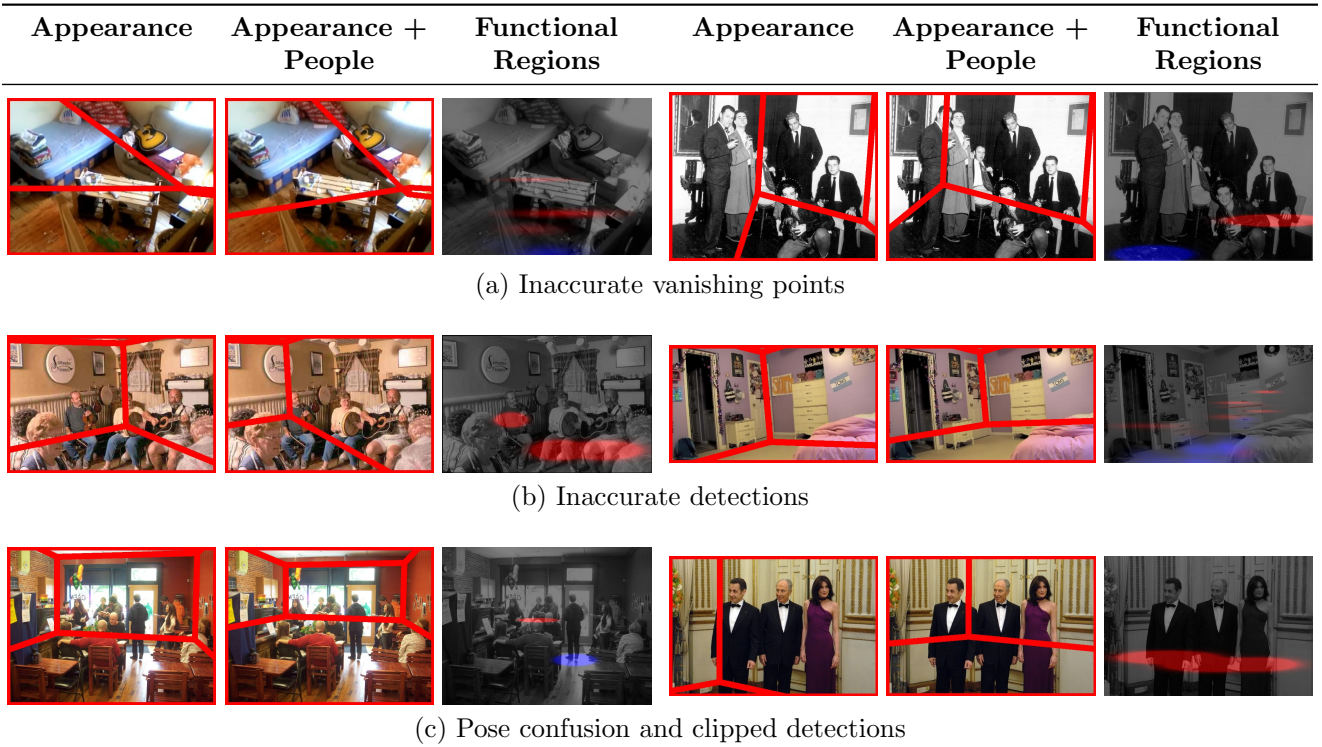 Appearance
Appearance +
People
Functional
Regions
Appearance
Appearance +
People
Functional
Regions
(a) Inaccurate vanishing points
(b) Inaccurate detections
(c) Pose confusion and clipped detections